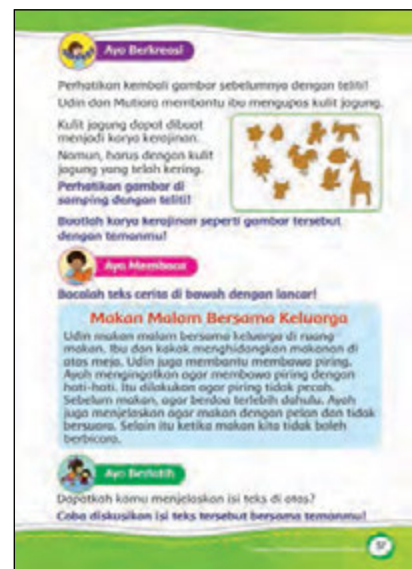 Ayo Berkreasi
Perhatikan kembali gambar sebelumnya dengan teliti!
Udin dan Mutiara membantu ibu mengupas kulit jagung.
Kulit jagung dapat dibuat
menjadi karya kerajinan.
Namun, harus dengan kulit
jagung yang telah kering.
Perhatikan gambar di
samping dengan teliti!
Buatlah karya kerajinan seperti gambar tersebut
dengan temanmu!
Ayo Membaca
Bacalah teks cerita di bawah dengan lancar!
Makan Malam Bersama Keluarga
Udin makan malam bersama keluarga di ruang
makan. Ibu dan kakak menghidangkan makanan di
atas meja. Udin juga membantu membawa piring.
Ayah mengingatkan agar membawa piring dengan
hati-hati. Itu dilakukan agar piring tidak pecah.
Sebelum makan, agar berdoa terlebih dahulu. Ayah
juga menjelaskan agar makan dengan pelan dan tidak
bersuara. Selain itu ketika makan kita tidak boleh
berbicara.
Ayo Berlatih
Dapatkah kamu menjelaskan isi teks di atas?
Coba diskusikan isi teks tersebut bersama temanmu!